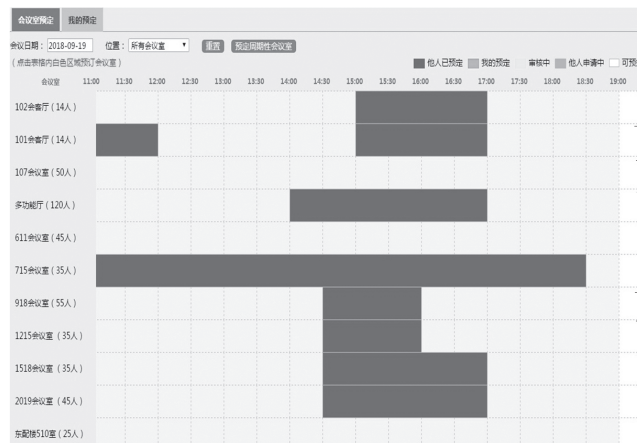 会议室预定 我的预定
会议日期：2018-09-19 位置：所有会议室 重置 预定周期性会议室
（点击表格内白色区域预订会议室） 他人已预定 我的预定 审核中 他人申请中 可预
会议室 11:00 11:30 12:00 12:30 13:00 13:30 14:00 14:30 15:00 15:30 16:00 16:30 17:00 17:30 18:00 18:30 19:00
102会客厅（14人）
101会客厅（14人）
107会议室（50人）
多功能厅（120人）
611会议室（45人）
715会议室（35人）
918会议室（55人）
1215会议室（35人）
1518会议室（35人）
2019会议室（45人）
东配楼510室（25人）